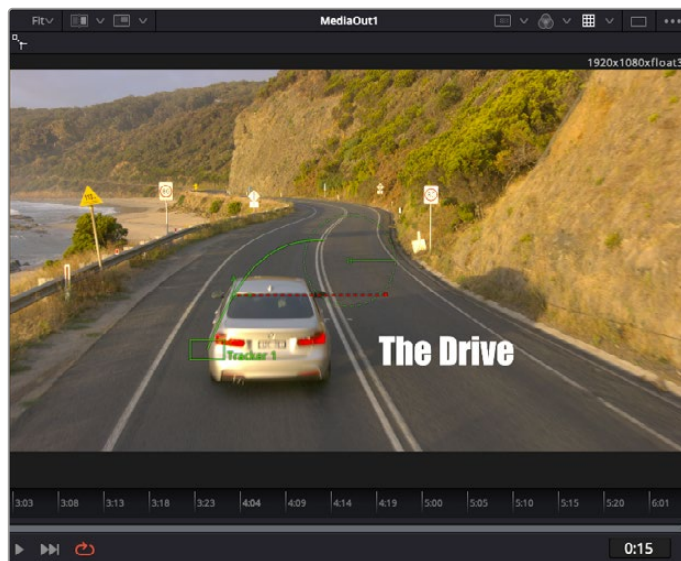 Fit
MediaOut1
1920x1080xfloat3
Tracker 1
The Drive
3:03 3:08 3:13 3:18 3:23 4:04 4:09 4:14 4:19 5:00 5:05 5:10 5:15 5:20 6:01
0:15